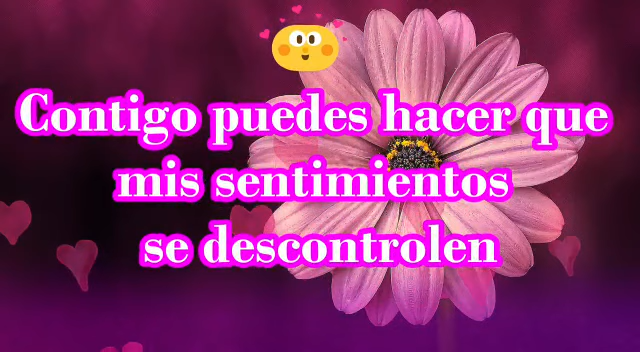 Contigo puedes hacer que
mis sentimientos
se descontrolen